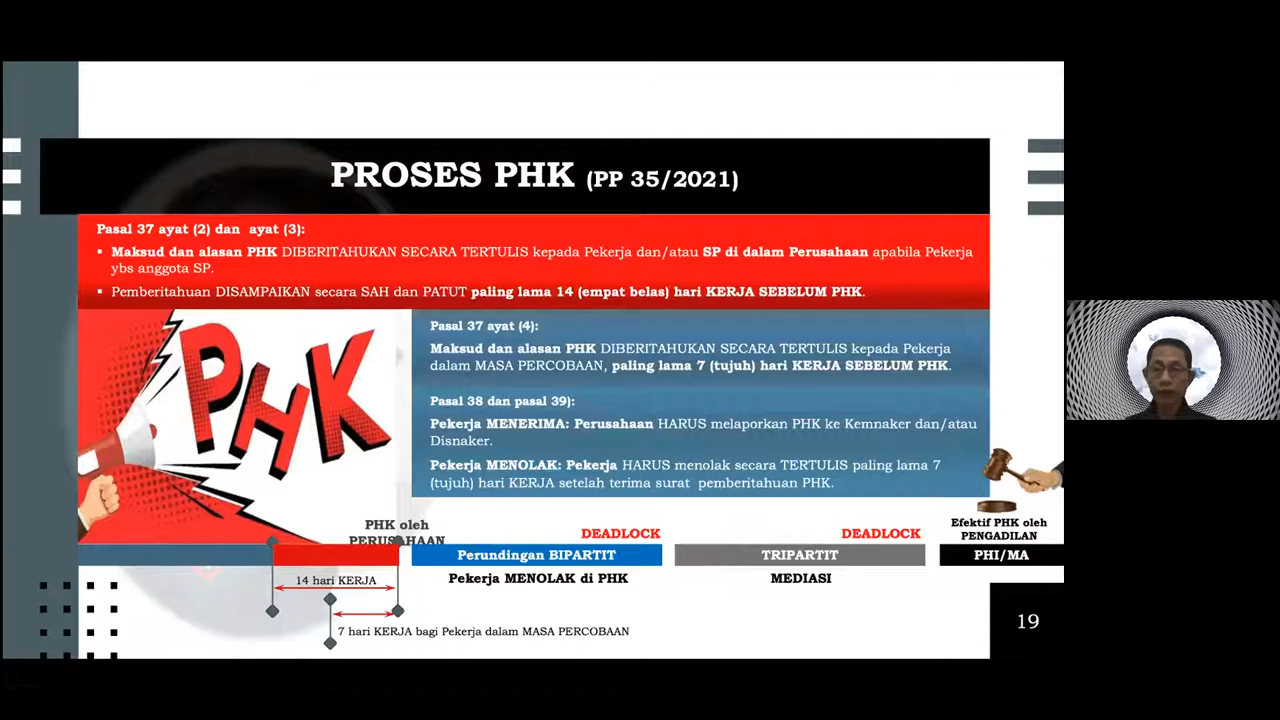 PROSES PHK (PP 35/2021)
Pasal 37 ayat (2) dan ayat (3):
▪ Maksud dan alasan PHK DIBERITAHUKAN SECARA TERTULIS kepada Pekerja dan/atau SP di dalam Perusahaan apabila Pekerja
ybs anggota SP.
▪ Pemberitahuan DISAMPAIKAN secara SAH dan PATUT paling lama 14 (empat belas) hari KERJA SEBELUM PHK.
PHK
Pasal 37 ayat (4):
Maksud dan alasan PHK DIBERITAHUKAN SECARA TERTULIS kepada Pekerja
dalam MASA PERCOBAAN, paling lama 7 (tujuh) hari KERJA SEBELUM PHK.
Pasal 38 dan pasal 39):
Pekerja MENERIMA: Perusahaan HARUS melaporkan PHK ke Kemnaker dan/atau
Disnaker.
Pekerja MENOLAK: Pekerja HARUS menolak secara TERTULIS paling lama 7
(tujuh) hari KERJA setelah terima surat pemberitahuan PHK.
PHK oleh
PERUSAHAAN
DEADLOCK
DEADLOCK
Efektif PHK oleh
PENGADILAN
Perundingan BIPARTIT
TRIPARTIT
PHI/MA
14 hari KERJA
Pekerja MENOLAK di PHK
MEDIASI
7 hari KERJA bagi Pekerja dalam MASA PERCOBAAN
19